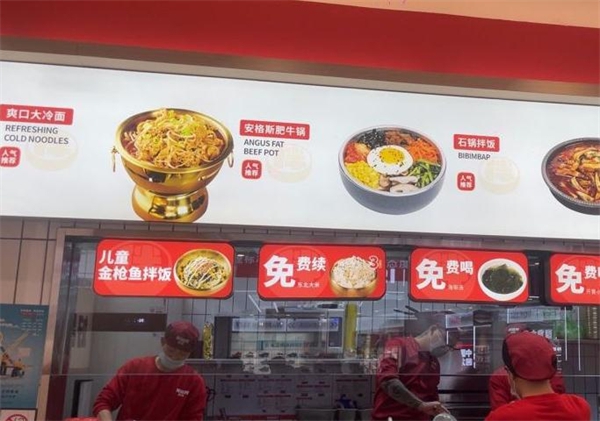 爽口大冷面
REFRESHING
COLD NOODLES
人气
推荐
安格斯肥牛锅
ANGUS FAT
BEEF POT
人气
推荐
石锅拌饭
BIBIMBAP
人气
推荐
儿童
金枪鱼拌饭
免费续
免费喝
免费